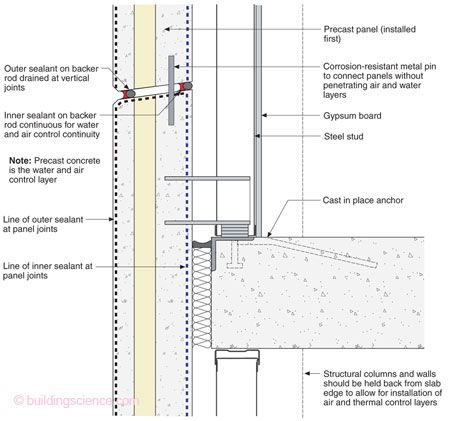 Precast panel (installed
first)
Outer sealant on backer
rod drained at vertical
joints
Corrosion-resistant metal pin
to connect panels without
penetrating air and water
layers
Inner sealant on backer
rod continuous for water
and air control continuity
Gypsum board
Steel stud
Note: Precast concrete
is the water and air
control layer
Cast in place anchor
Line of outer sealant
at panel joints
Line of inner sealant at
panel joints
Structural columns and walls
should be held back from slab
edge to allow for installation of
air and thermal control layers
© buildingscience.com